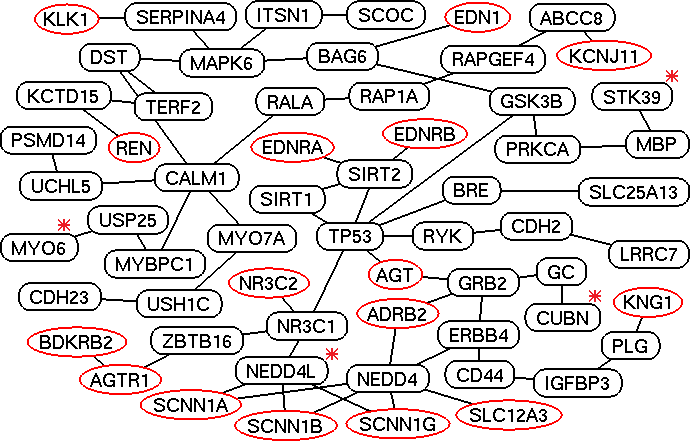 KLK1
SERPINA4
ITSN1
SCOC
EDN1
ABCC8
DST
MAPK6
BAG6
RAPGEF4
KCNJ11
KCTD15
TERF2
RALA
RAP1A
GSK3B
STK39 *
PSMD14
REN
EDNRA
EDNRB
PRKCA
MBP
UCHL5
CALM1
SIRT2
SIRT1
BRE
SLC25A13
USP25
MYO6 *
MYO7A
TP53
RYK
CDH2
MYBPC1
LRRC7
CDH23
USH1C
NR3C2
AGT
GRB2
GC
CUBN *
KNG1
BDKRB2
ZBTB16
NR3C1
ADRB2
ERBB4
PLG
AGTR1
NEDD4L *
NEDD4
CD44
IGFBP3
SCNN1A
SCNN1B
SCNN1G
SLC12A3